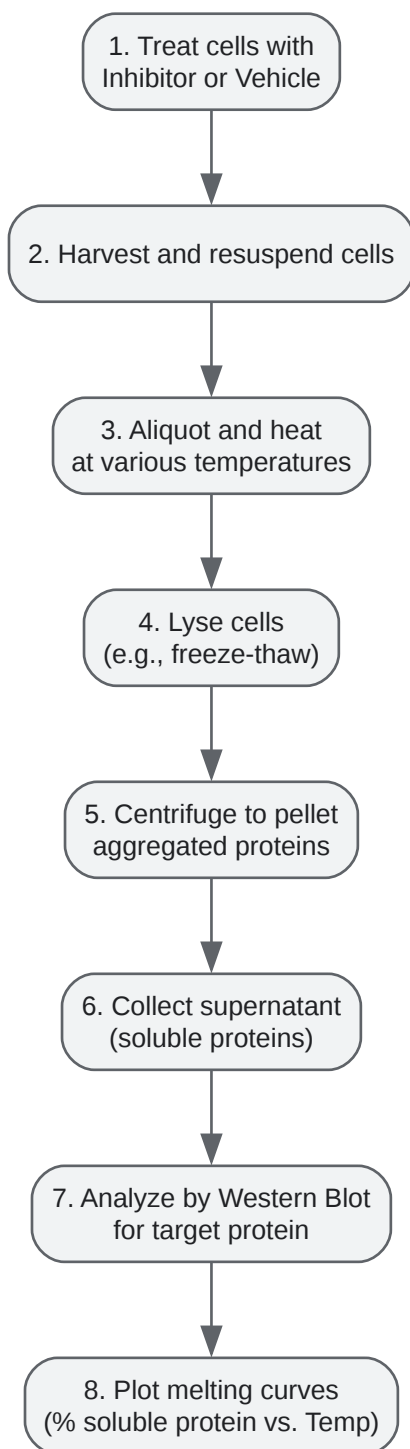 1. Treat cells with
Inhibitor or Vehicle
2. Harvest and resuspend cells
3. Aliquot and heat
at various temperatures
4. Lyse cells
(e.g., freeze-thaw)
5. Centrifuge to pellet
aggregated proteins
6. Collect supernatant
(soluble proteins)
7. Analyze by Western Blot
for target protein
8. Plot melting curves
(% soluble protein vs. Temp)